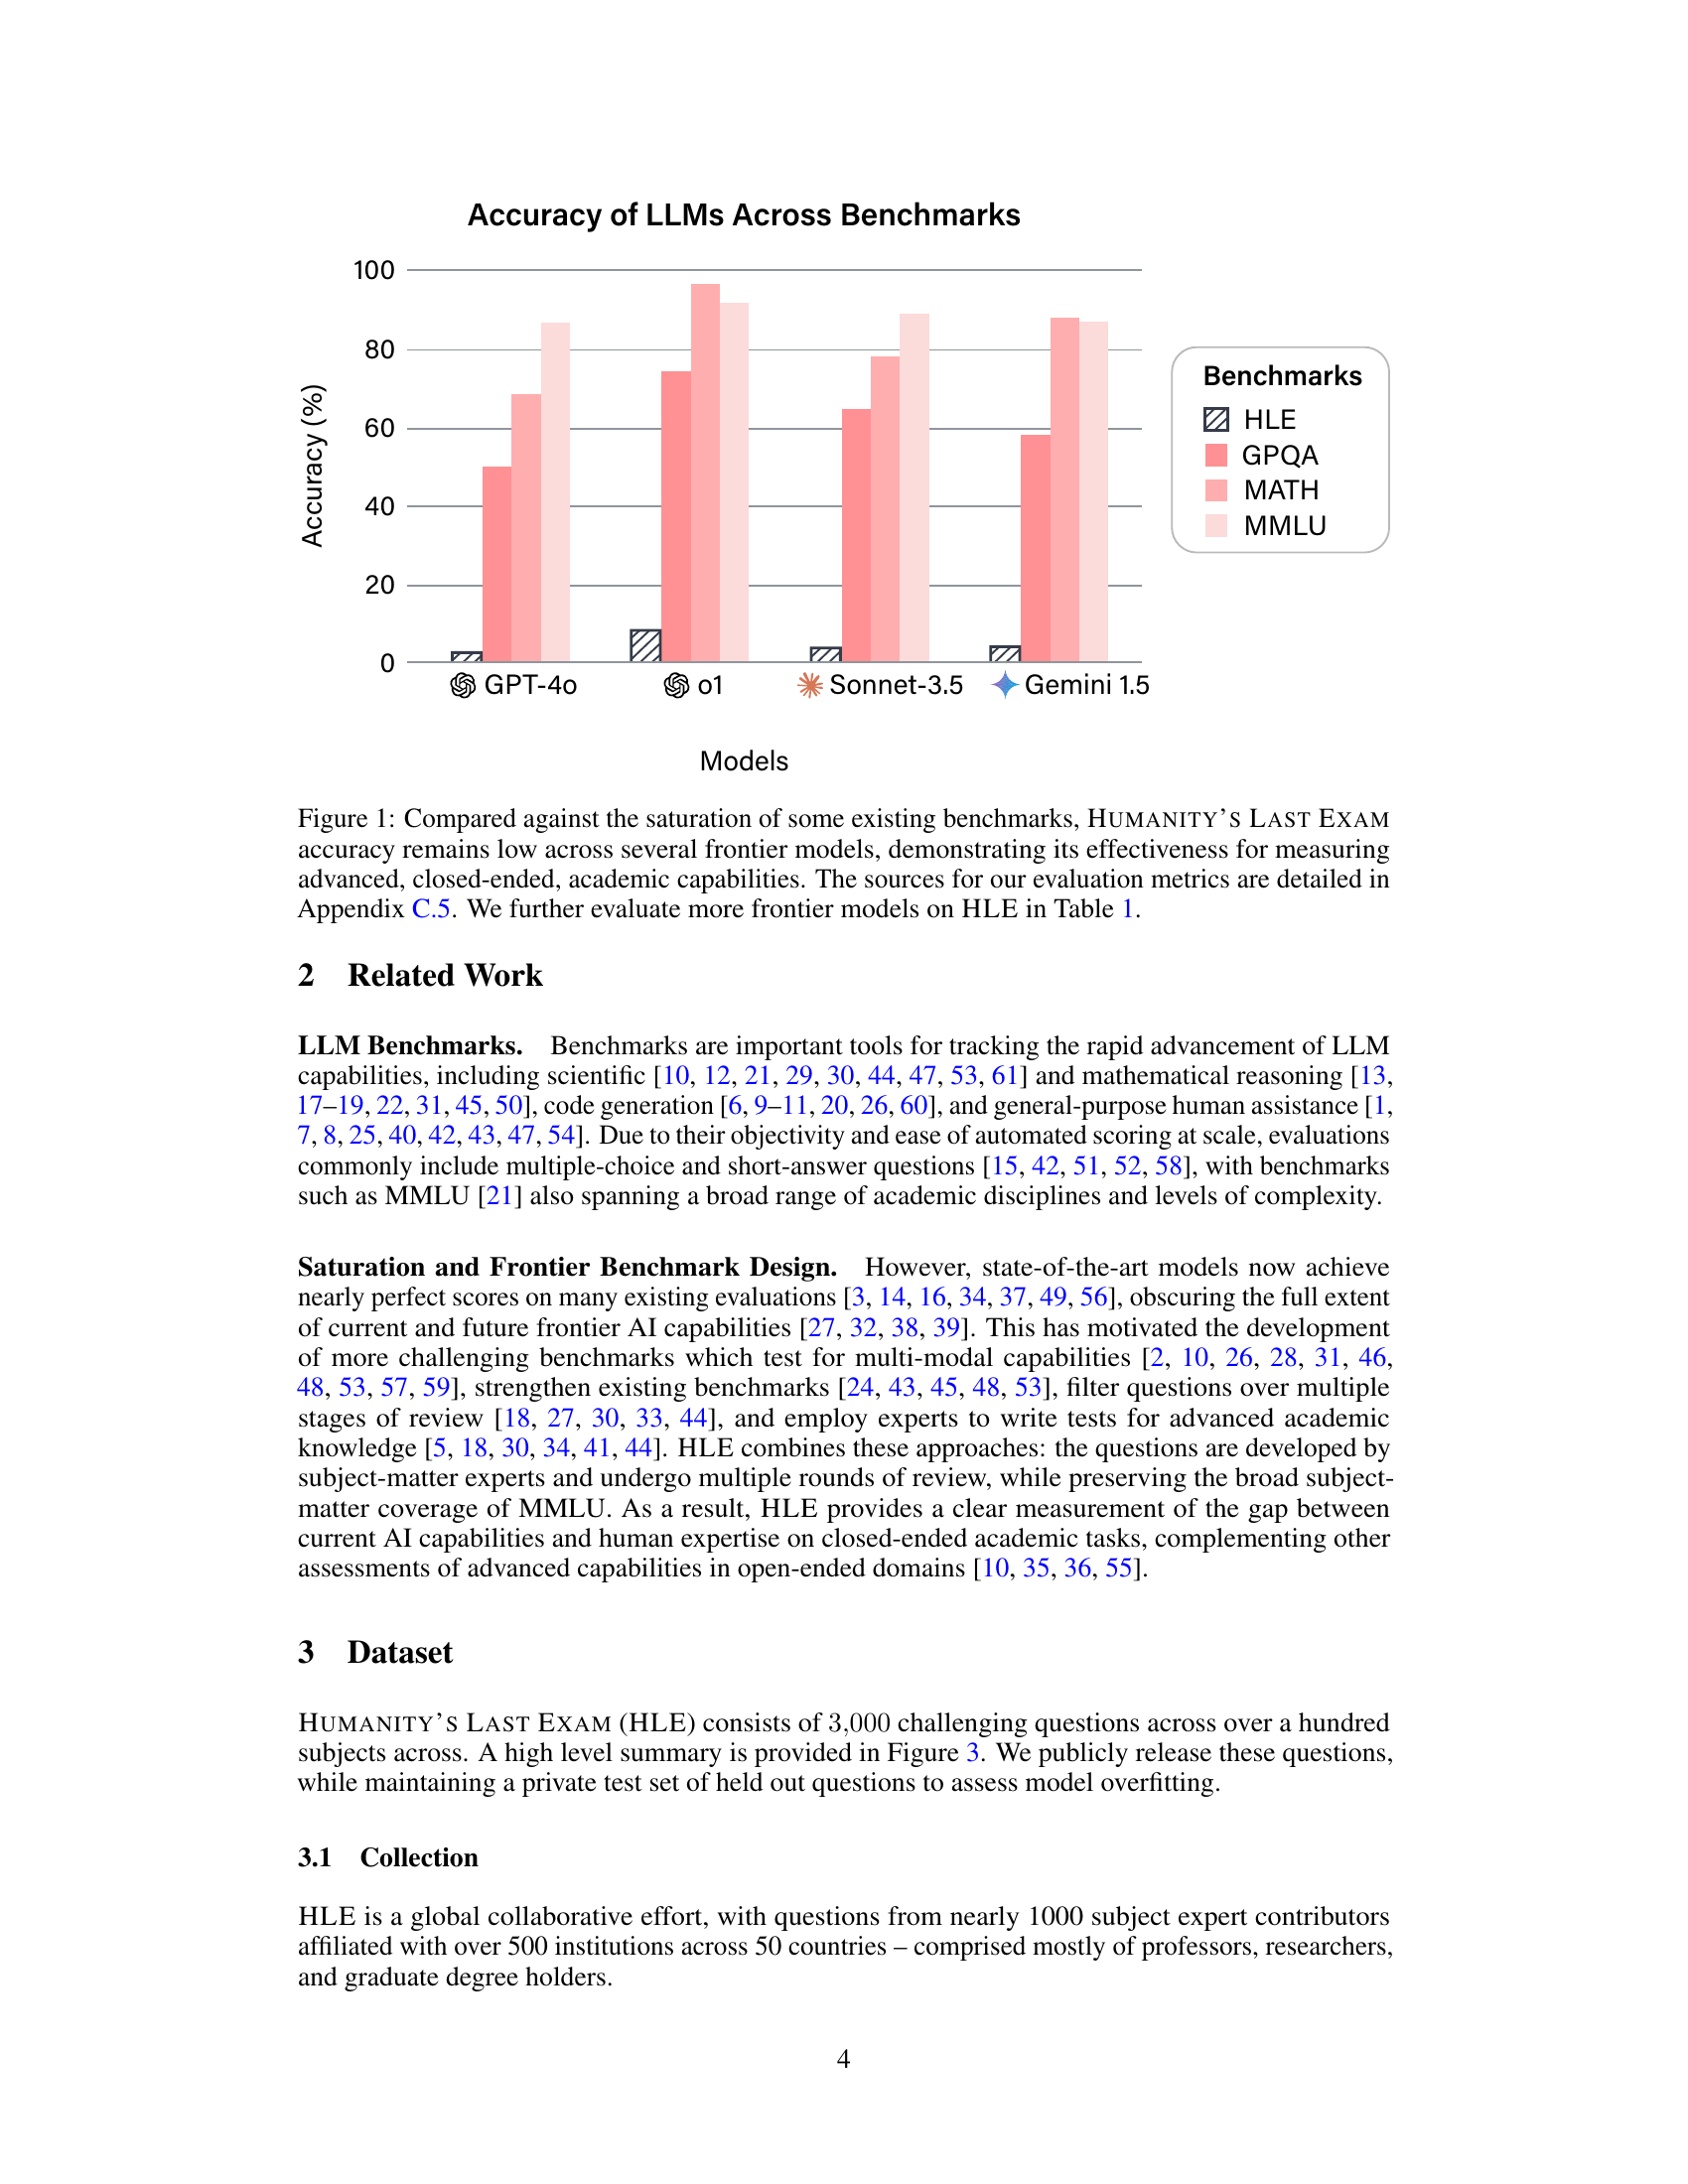 Accuracy of LLMs Across Benchmarks
100
80
60
40
20
0
Accuracy (%)
GPT-4o
o1
Sonnet-3.5
Gemini 1.5
Models
Benchmarks
HLE
GPQA
MATH
MMLU
Figure 1: Compared against the saturation of some existing benchmarks, HUMANITY'S LAST EXAM
accuracy remains low across several frontier models, demonstrating its effectiveness for measuring
advanced, closed-ended, academic capabilities. The sources for our evaluation metrics are detailed in
Appendix C.5. We further evaluate more frontier models on HLE in Table 1.
2 Related Work
LLM Benchmarks. Benchmarks are important tools for tracking the rapid advancement of LLM
capabilities, including scientific [10, 12, 21, 29, 30, 44, 47, 53, 61] and mathematical reasoning [13,
17–19, 22, 31, 45, 50], code generation [6, 9–11, 20, 26, 60], and general-purpose human assistance [1,
7, 8, 25, 40, 42, 43, 47, 54]. Due to their objectivity and ease of automated scoring at scale, evaluations
commonly include multiple-choice and short-answer questions [15, 42, 51, 52, 58], with benchmarks
such as MMLU [21] also spanning a broad range of academic disciplines and levels of complexity.
Saturation and Frontier Benchmark Design. However, state-of-the-art models now achieve
nearly perfect scores on many existing evaluations [3, 14, 16, 34, 37, 49, 56], obscuring the full extent
of current and future frontier AI capabilities [27, 32, 38, 39]. This has motivated the development
of more challenging benchmarks which test for multi-modal capabilities [2, 10, 26, 28, 31, 46,
48, 53, 57, 59], strengthen existing benchmarks [24, 43, 45, 48, 53], filter questions over multiple
stages of review [18, 27, 30, 33, 44], and employ experts to write tests for advanced academic
knowledge [5, 18, 30, 34, 41, 44]. HLE combines these approaches: the questions are developed by
subject-matter experts and undergo multiple rounds of review, while preserving the broad subject-
matter coverage of MMLU. As a result, HLE provides a clear measurement of the gap between
current AI capabilities and human expertise on closed-ended academic tasks, complementing other
assessments of advanced capabilities in open-ended domains [10, 35, 36, 55].
3 Dataset
HUMANITY'S LAST EXAM (HLE) consists of 3,000 challenging questions across over a hundred
subjects across. A high level summary is provided in Figure 3. We publicly release these questions,
while maintaining a private test set of held out questions to assess model overfitting.
3.1 Collection
HLE is a global collaborative effort, with questions from nearly 1000 subject expert contributors
affiliated with over 500 institutions across 50 countries – comprised mostly of professors, researchers,
and graduate degree holders.
4